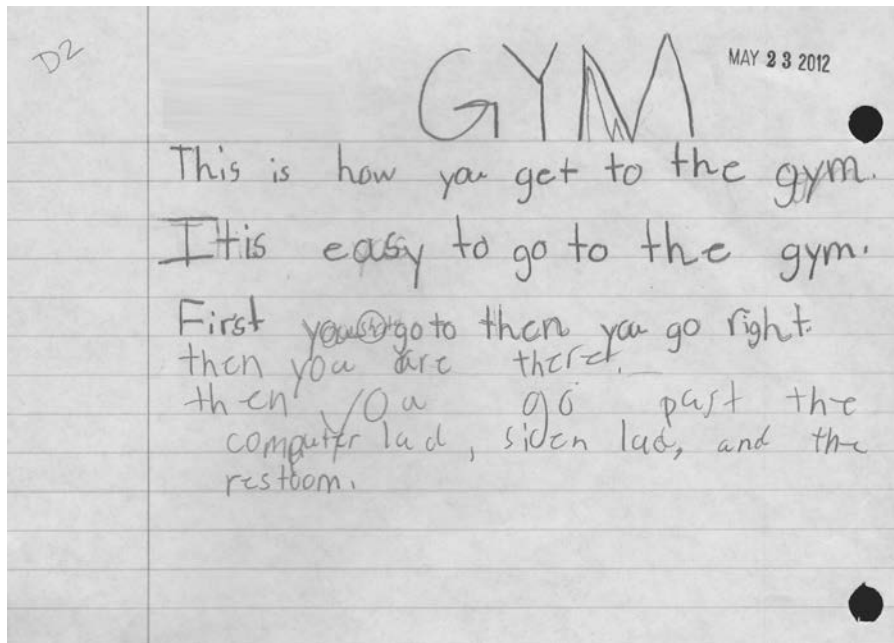 D2
GYM
MAY 23 2012
This is how you get to the gym.
Itis easy to go to the gym.
First you go to then you go right.
then you are there.
then you go past the
computer lad, siden lad, and the
restoom.